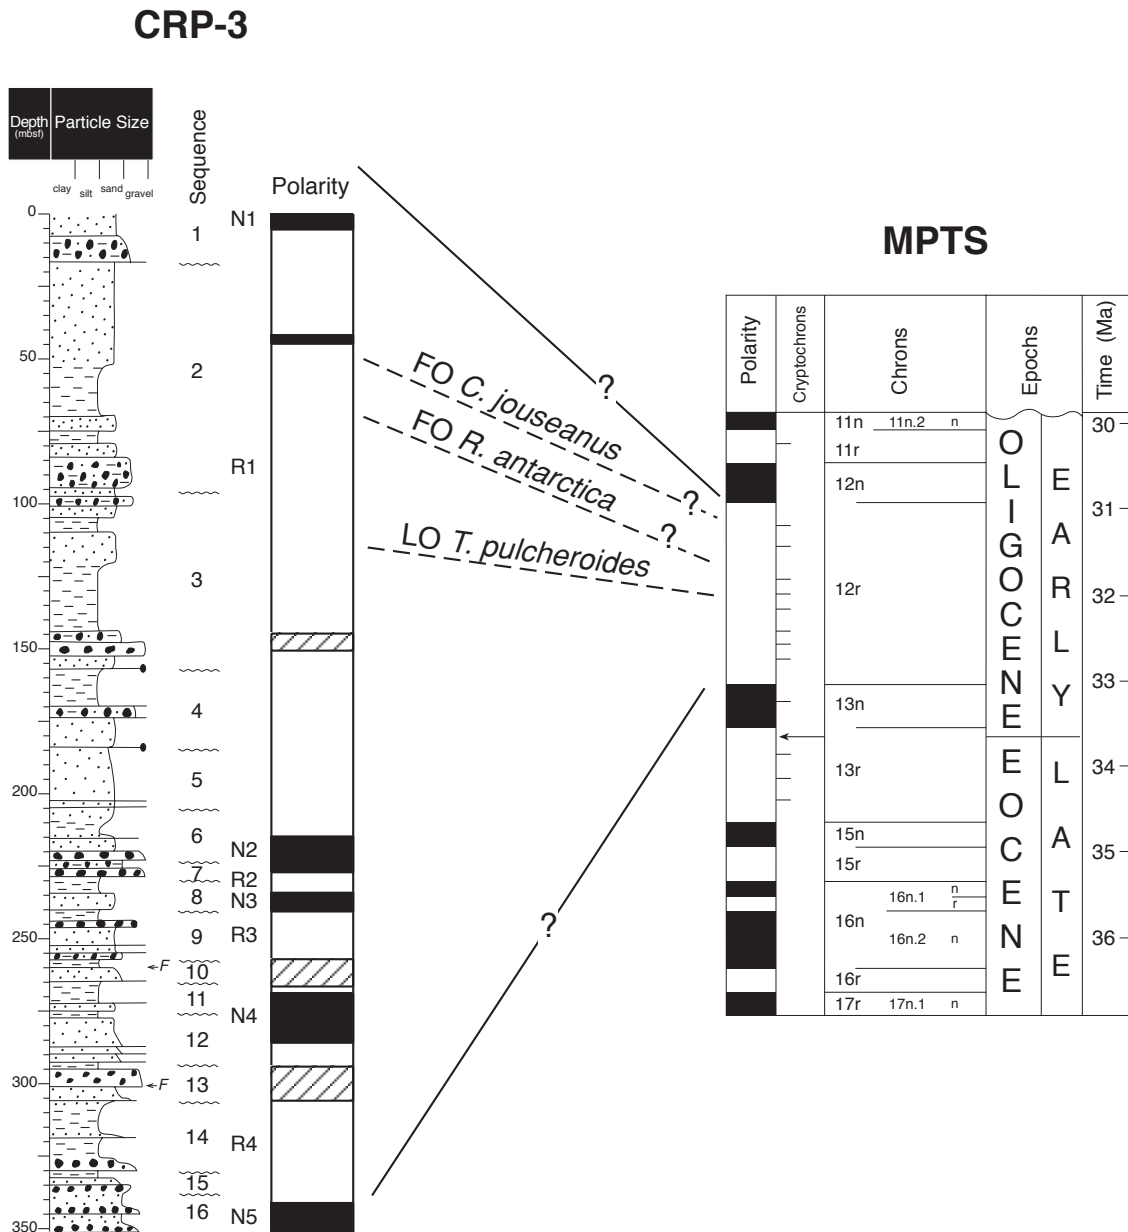 CRP-3
Depth
(mbsf)
Particle Size
clay
silt
sand
gravel
Sequence
Polarity
0
50
100
150
200
250
300
350
1
2
3
4
5
6
7
8
9
10
11
12
13
14
15
16
F
F
N1
R1
N2
R2
N3
R3
N4
R4
N5
?
FO C. jouseanus
?
FO R. antarctica
?
LO T. pulcheroides
?
MPTS
Polarity
Cryptochrons
Chrons
Epochs
Time (Ma)
11n 11n.2 n
11r
12n
12r
13n
13r
15n
15r
16n
16n.1 n
r
16n.2 n
16r
17r 17n.1 n
OLIGOCENE
EARLY
EOCENE
LATE
30
31
32
33
34
35
36